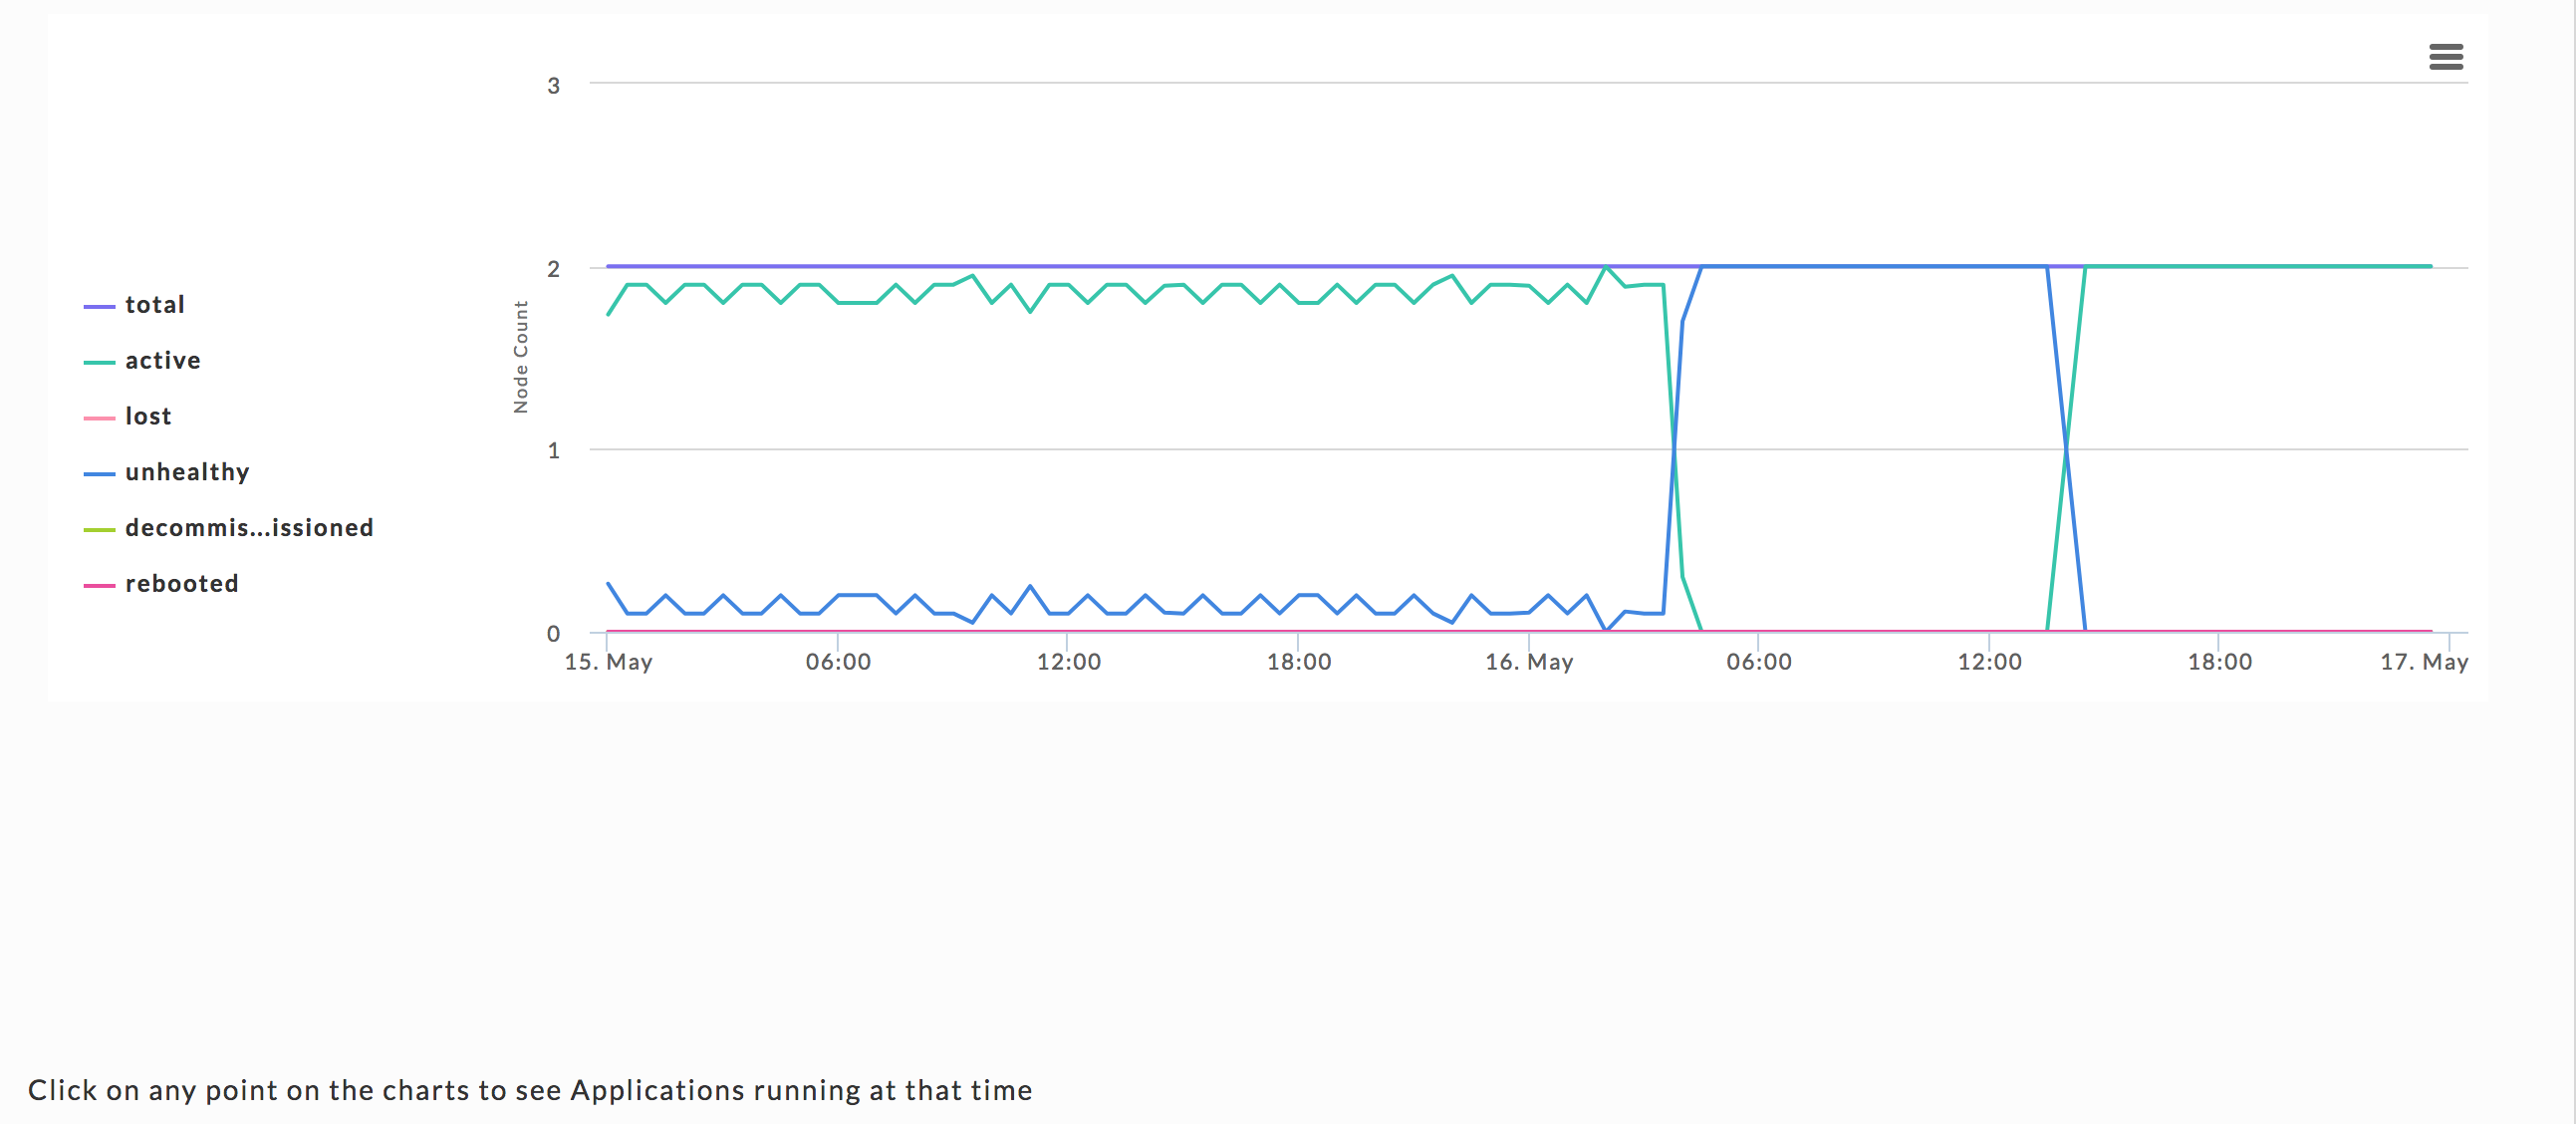 total
active
lost
unhealthy
decommis...issioned
rebooted
Node Count
3
2
1
0
15. May 06:00 12:00 18:00 16. May 06:00 12:00 18:00 17. May
Click on any point on the charts to see Applications running at that time